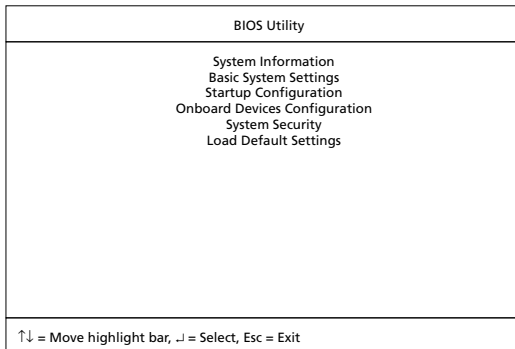 BIOS Utility
System Information
Basic System Settings
Startup Configuration
Onboard Devices Configuration
System Security
Load Default Settings
↑↓ = Move highlight bar, ↵ = Select, Esc = Exit